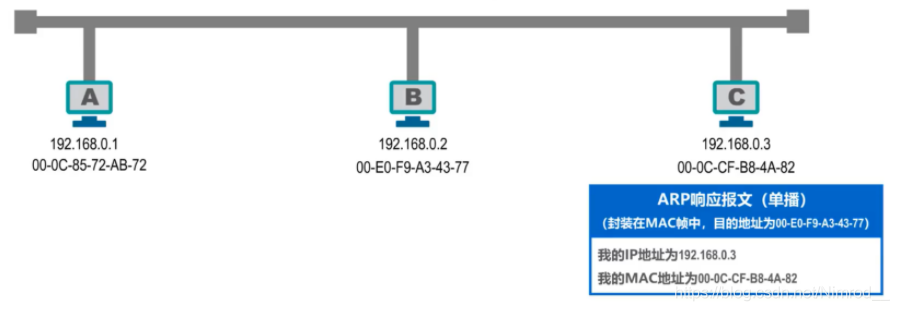 A
B
C
192.168.0.1
192.168.0.2
192.168.0.3
00-0C-85-72-AB-72
00-E0-F9-A3-43-77
00-0C-CF-B8-4A-82
ARP响应报文（单播）
（封装在MAC帧中，目的地址为00-E0-F9-A3-43-77）
我的IP地址为192.168.0.3
我的MAC地址为00-0C-CF-B8-4A-82
https://blog.csdn.net/Nimrod__